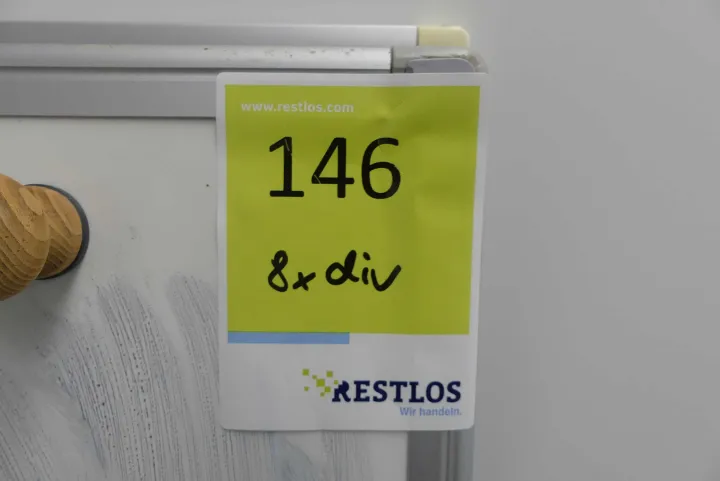 www.restlos.com
146
8x div
RESTLOS
Wir handeln.